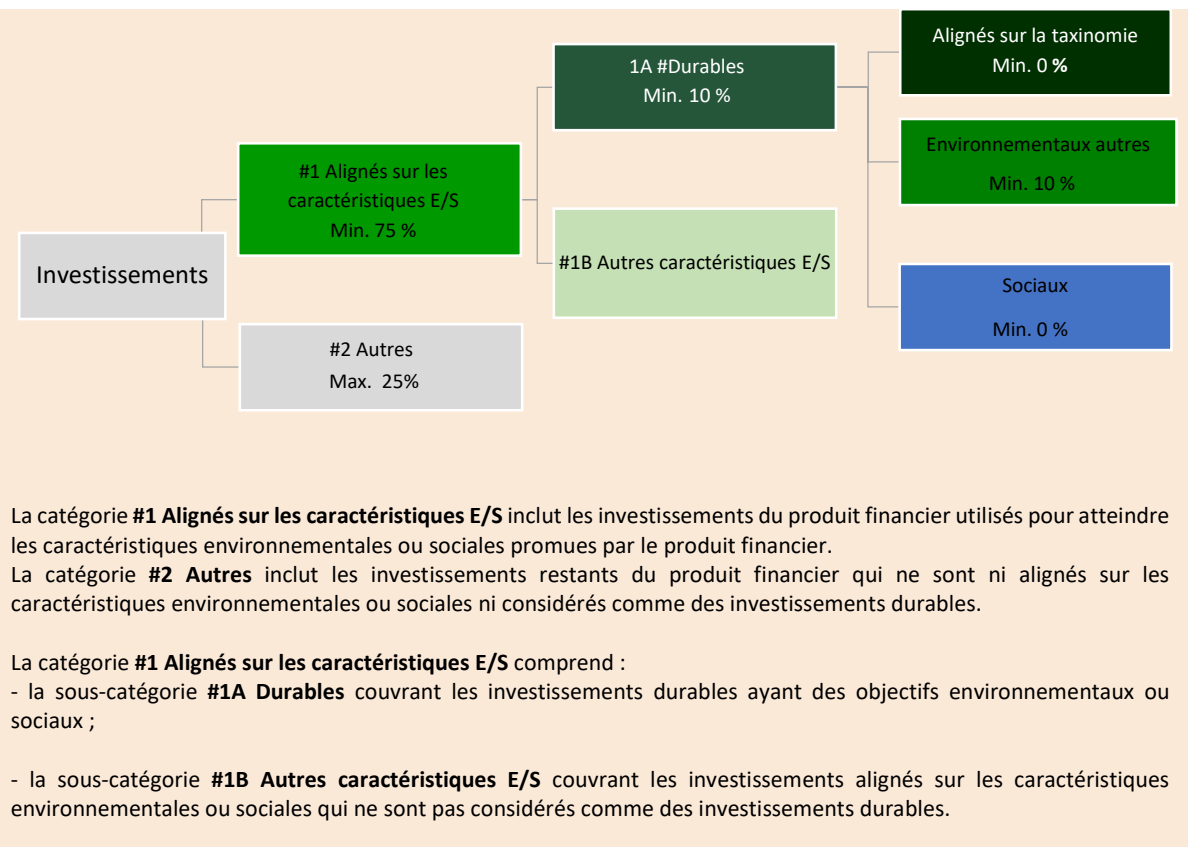 Investissements
#1 Alignés sur les
caractéristiques E/S
Min. 75 %
#2 Autres
Max.  25%
1A #Durables
Min. 10 %
#1B Autres caractéristiques E/S
Alignés sur la taxinomie
Min. 0 %
Environnementaux autres
Min. 10 %
Sociaux
Min. 0 %
La catégorie #1 Alignés sur les caractéristiques E/S inclut les investissements du produit financier utilisés pour atteindre
les caractéristiques environnementales ou sociales promues par le produit financier.
La catégorie #2 Autres inclut les investissements restants du produit financier qui ne sont ni alignés sur les
caractéristiques environnementales ou sociales ni considérés comme des investissements durables.
La catégorie #1 Alignés sur les caractéristiques E/S comprend :
- la sous-catégorie #1A Durables couvrant les investissements durables ayant des objectifs environnementaux ou
sociaux ;
- la sous-catégorie #1B Autres caractéristiques E/S couvrant les investissements alignés sur les caractéristiques
environnementales ou sociales qui ne sont pas considérés comme des investissements durables.